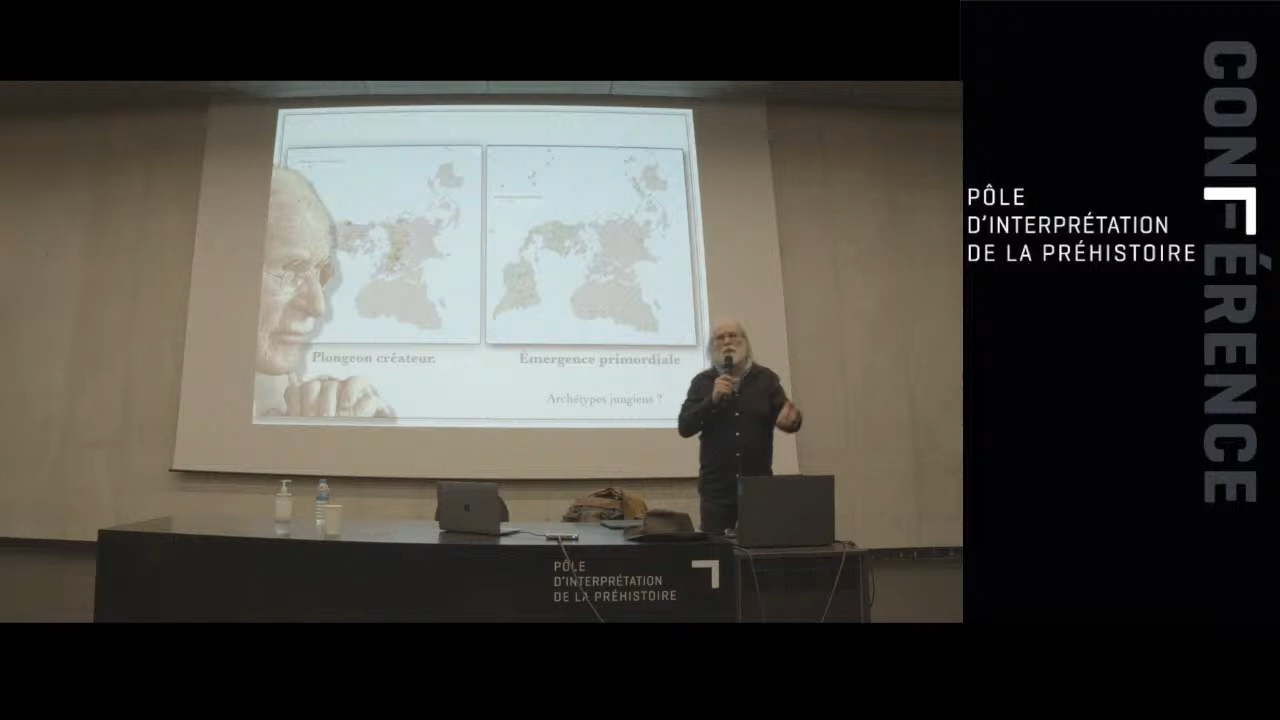 Plongeon créateur.
Émergence primordiale
Archétypes jungiens ?
PÔLE
D'INTERPRÉTATION
DE LA PRÉHISTOIRE
PÔLE
D'INTERPRÉTATION
DE LA PRÉHISTOIRE
CONFÉRENCE